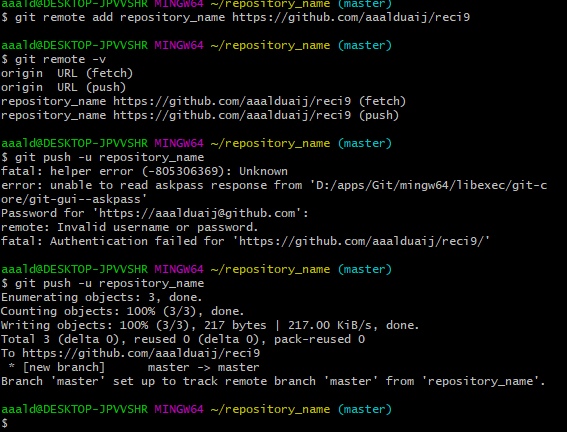 aaald@DESKTOP-JPVVSHR MINGW64 ~/repository_name (master)
$ git remote add repository_name https://github.com/aaalduaij/reci9
aaald@DESKTOP-JPVVSHR MINGW64 ~/repository_name (master)
$ git remote -v
origin  URL (fetch)
origin  URL (push)
repository_name https://github.com/aaalduaij/reci9 (fetch)
repository_name https://github.com/aaalduaij/reci9 (push)
aaald@DESKTOP-JPVVSHR MINGW64 ~/repository_name (master)
$ git push -u repository_name
fatal: helper error (-805306369): Unknown
error: unable to read askpass response from 'D:/apps/Git/mingw64/libexec/git-c
ore/git-gui--askpass'
Password for 'https://aaalduaij@github.com':
remote: Invalid username or password.
fatal: Authentication failed for 'https://github.com/aaalduaij/reci9/'
aaald@DESKTOP-JPVVSHR MINGW64 ~/repository_name (master)
$ git push -u repository_name
Enumerating objects: 3, done.
Counting objects: 100% (3/3), done.
Writing objects: 100% (3/3), 217 bytes | 217.00 KiB/s, done.
Total 3 (delta 0), reused 0 (delta 0), pack-reused 0
To https://github.com/aaalduaij/reci9
 * [new branch]      master -> master
Branch 'master' set up to track remote branch 'master' from 'repository_name'.
aaald@DESKTOP-JPVVSHR MINGW64 ~/repository_name (master)
$